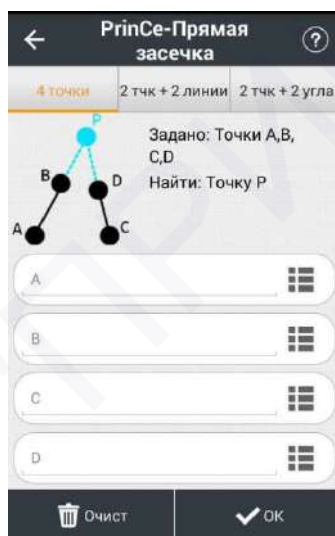 PrinCe-Прямая
засечка
?
4 точки
2 тчк + 2 линии
2 тчк + 2 угла
P
B
D
A
C
Задано: Точки A,B,
C,D
Найти: Точку P
A
B
C
D
Очист
OK